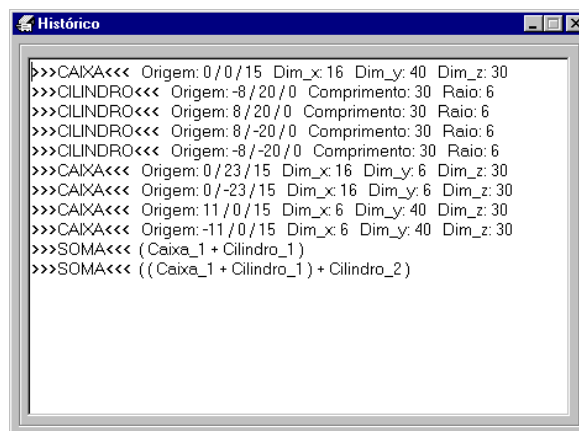 Histórico
>>>CAIXA<<< Origem: 0 / 0 / 15 Dim_x: 16 Dim_y: 40 Dim_z: 30
>>>CILINDRO<<< Origem: -8 / 20 / 0 Comprimento: 30 Raio: 6
>>>CILINDRO<<< Origem: 8 / 20 / 0 Comprimento: 30 Raio: 6
>>>CILINDRO<<< Origem: 8 / -20 / 0 Comprimento: 30 Raio: 6
>>>CILINDRO<<< Origem: -8 / -20 / 0 Comprimento: 30 Raio: 6
>>>CAIXA<<< Origem: 0 / 23 / 15 Dim_x: 16 Dim_y: 6 Dim_z: 30
>>>CAIXA<<< Origem: 0 / -23 / 15 Dim_x: 16 Dim_y: 6 Dim_z: 30
>>>CAIXA<<< Origem: 11 / 0 / 15 Dim_x: 6 Dim_y: 40 Dim_z: 30
>>>CAIXA<<< Origem: -11 / 0 / 15 Dim_x: 6 Dim_y: 40 Dim_z: 30
>>>SOMA<<< ( Caixa_1 + Cilindro_1 )
>>>SOMA<<< ( ( Caixa_1 + Cilindro_1 ) + Cilindro_2 )